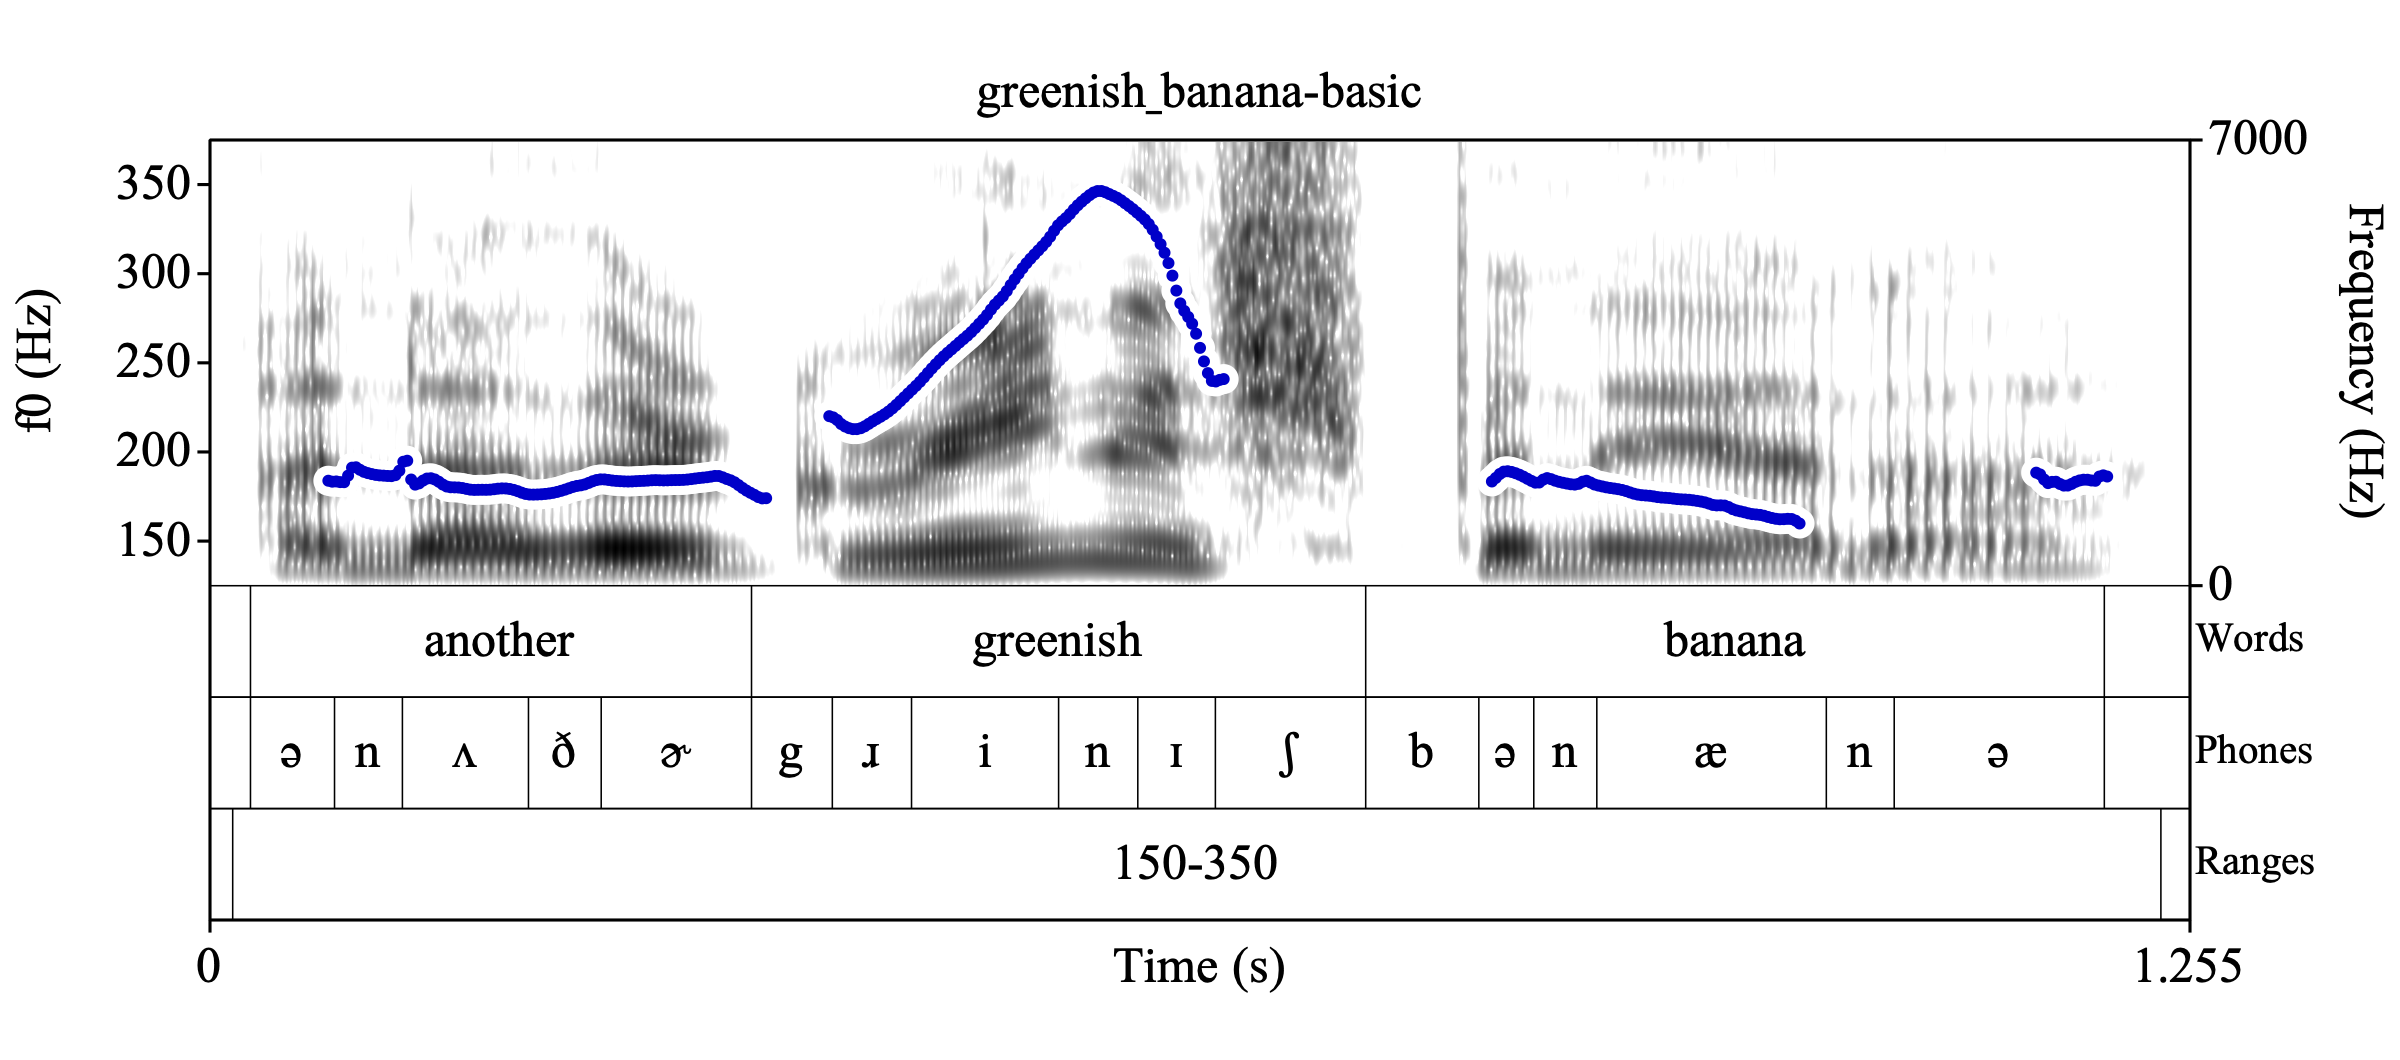 greenish_banana-basic
f0 (Hz)
350
300
250
200
150
7000
0
Frequency (Hz)
another greenish banana Words
ə n ʌ ð ɚ g ɹ i n ɪ ʃ b ə n æ n ə Phones
150-350 Ranges
0 Time (s) 1.255